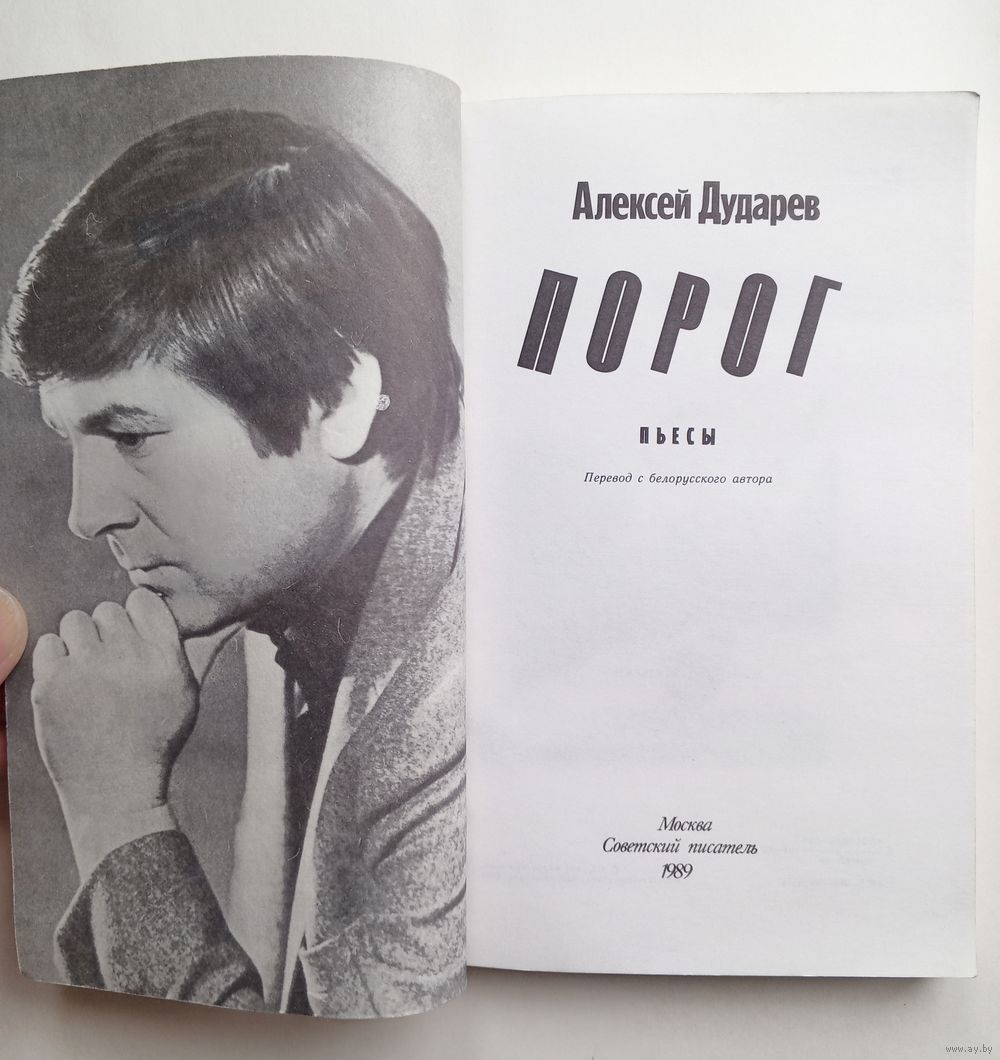 Алексей Дударев
ПОРОГ
ПЬЕСЫ
Перевод с белорусского автора
Москва
Советский писатель
1989
www.ay.by